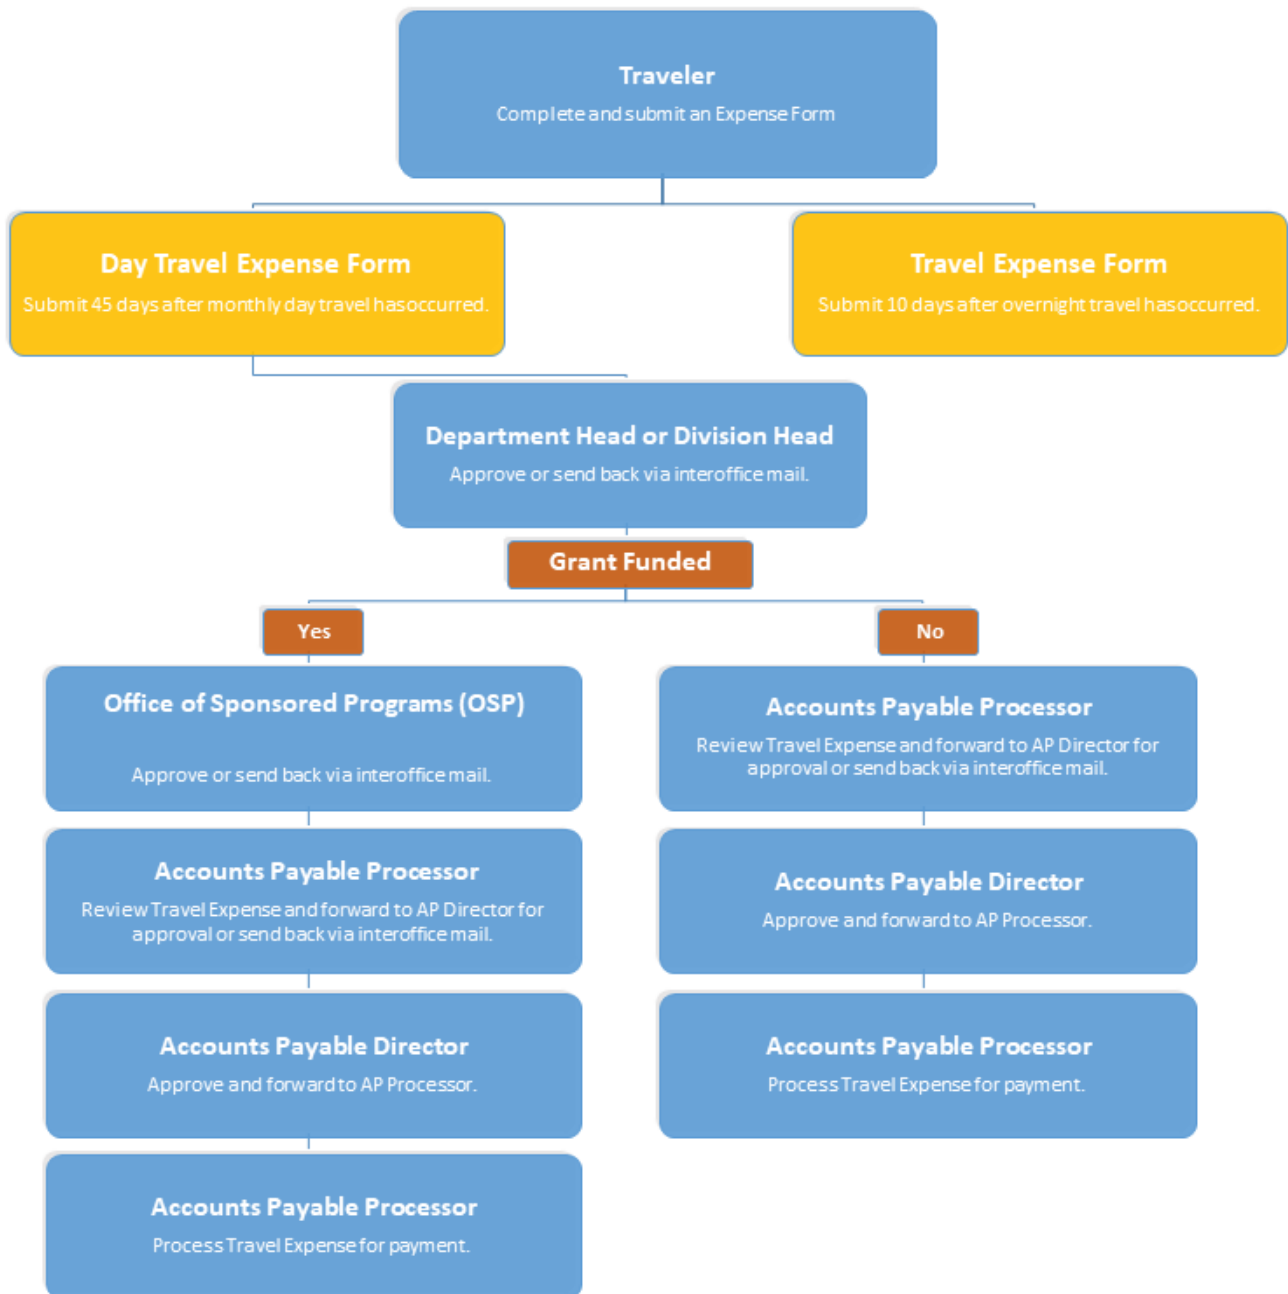 Traveler
Complete and submit an Expense Form
Day Travel Expense Form
Submit 45 days after monthly day travel hasoccurred.
Travel Expense Form
Submit 10 days after overnight travel hasoccurred.
Department Head or Division Head
Approve or send back via interoffice mail.
Grant Funded
Yes
No
Office of Sponsored Programs (OSP)
Approve or send back via interoffice mail.
Accounts Payable Processor
Review Travel Expense and forward to AP Director for
approval or send back via interoffice mail.
Accounts Payable Director
Approve and forward to AP Processor.
Accounts Payable Processor
Process Travel Expense for payment.
Accounts Payable Processor
Review Travel Expense and forward to AP Director for
approval or send back via interoffice mail.
Accounts Payable Director
Approve and forward to AP Processor.
Accounts Payable Processor
Process Travel Expense for payment.